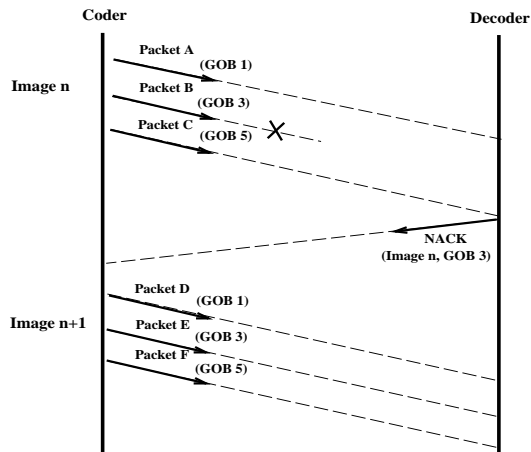 Coder
Decoder
Packet A
(GOB 1)
Image n
Packet B
(GOB 3)
Packet C
(GOB 5)
NACK
(Image n, GOB 3)
Packet D
(GOB 1)
Image n+1
Packet E
(GOB 3)
Packet F
(GOB 5)